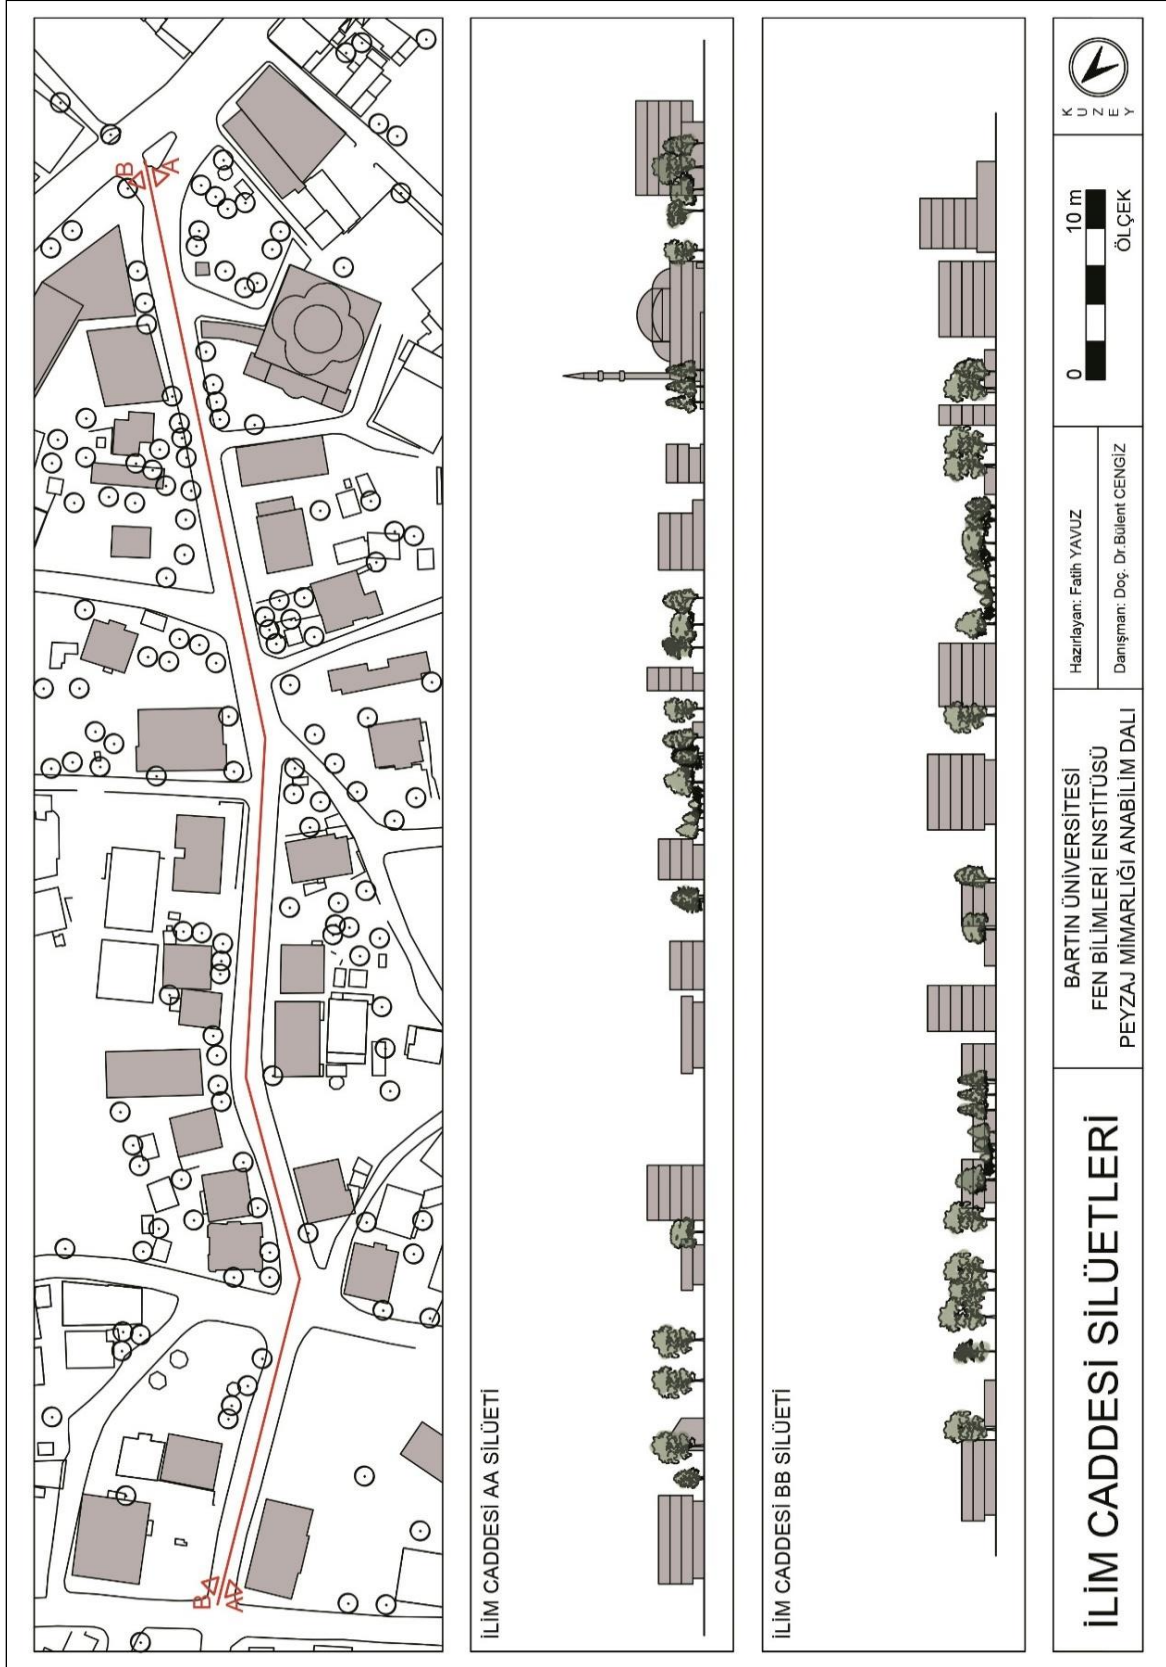 B
A
B
A
İLİM CADDESİ AA SİLÜETİ
İLİM CADDESİ BB SİLÜETİ
İLİM CADDESİ SİLÜETLERİ
BARTIN ÜNİVERSİTESİ
FEN BİLİMLERİ ENSTİTÜSÜ
PEYZAJ MİMARLIĞI ANABİLİM DALI
Hazırlayan: Fatih YAVUZ
Danışman: Doç. Dr.Bülent CENGİZ
0 10 m
ÖLÇEK
KUZEY